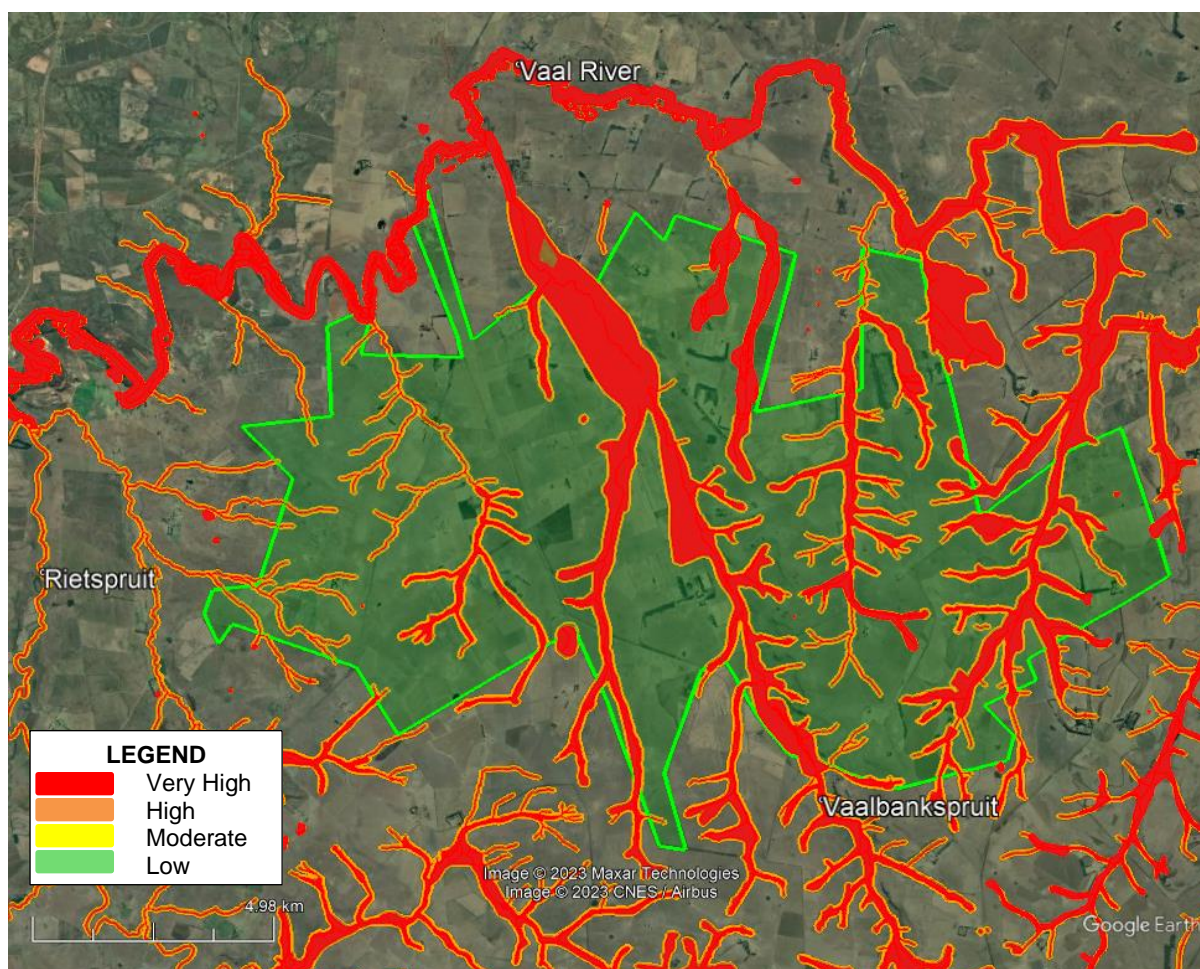 'Vaal River
'Rietspruit
LEGEND
Very High
High
Moderate
Low
'Vaalbankspruit
Image © 2023 Maxar Technologies
Image © 2023 CNES / Airbus
4.98 km
Google Earth